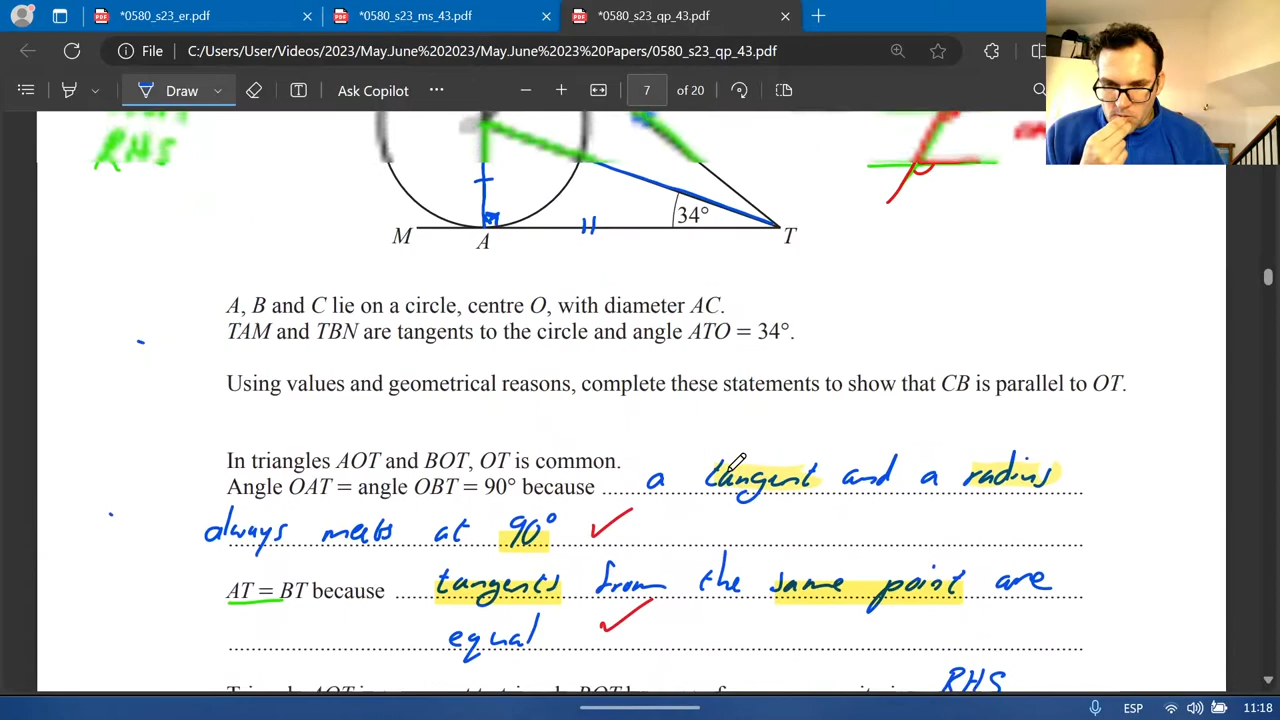 *0580_s23_er.pdf
*0580_s23_ms_43.pdf
*0580_s23_qp_43.pdf
File
C:/Users/User/Videos/2023/May.June%202023/May.June%2023%20Papers/0580_s23_qp_43.pdf
Draw
Ask Copilot
7 of 20
RHS
34°
M
A
T
A, B and C lie on a circle, centre O, with diameter AC.
TAM and TBN are tangents to the circle and angle ATO = 34°.
Using values and geometrical reasons, complete these statements to show that CB is parallel to OT.
In triangles AOT and BOT, OT is common.
Angle OAT = angle OBT = 90° because a tangent and a radius
always meets at 90°
AT = BT because tangents from the same point are
equal
RHS
ESP
11:18